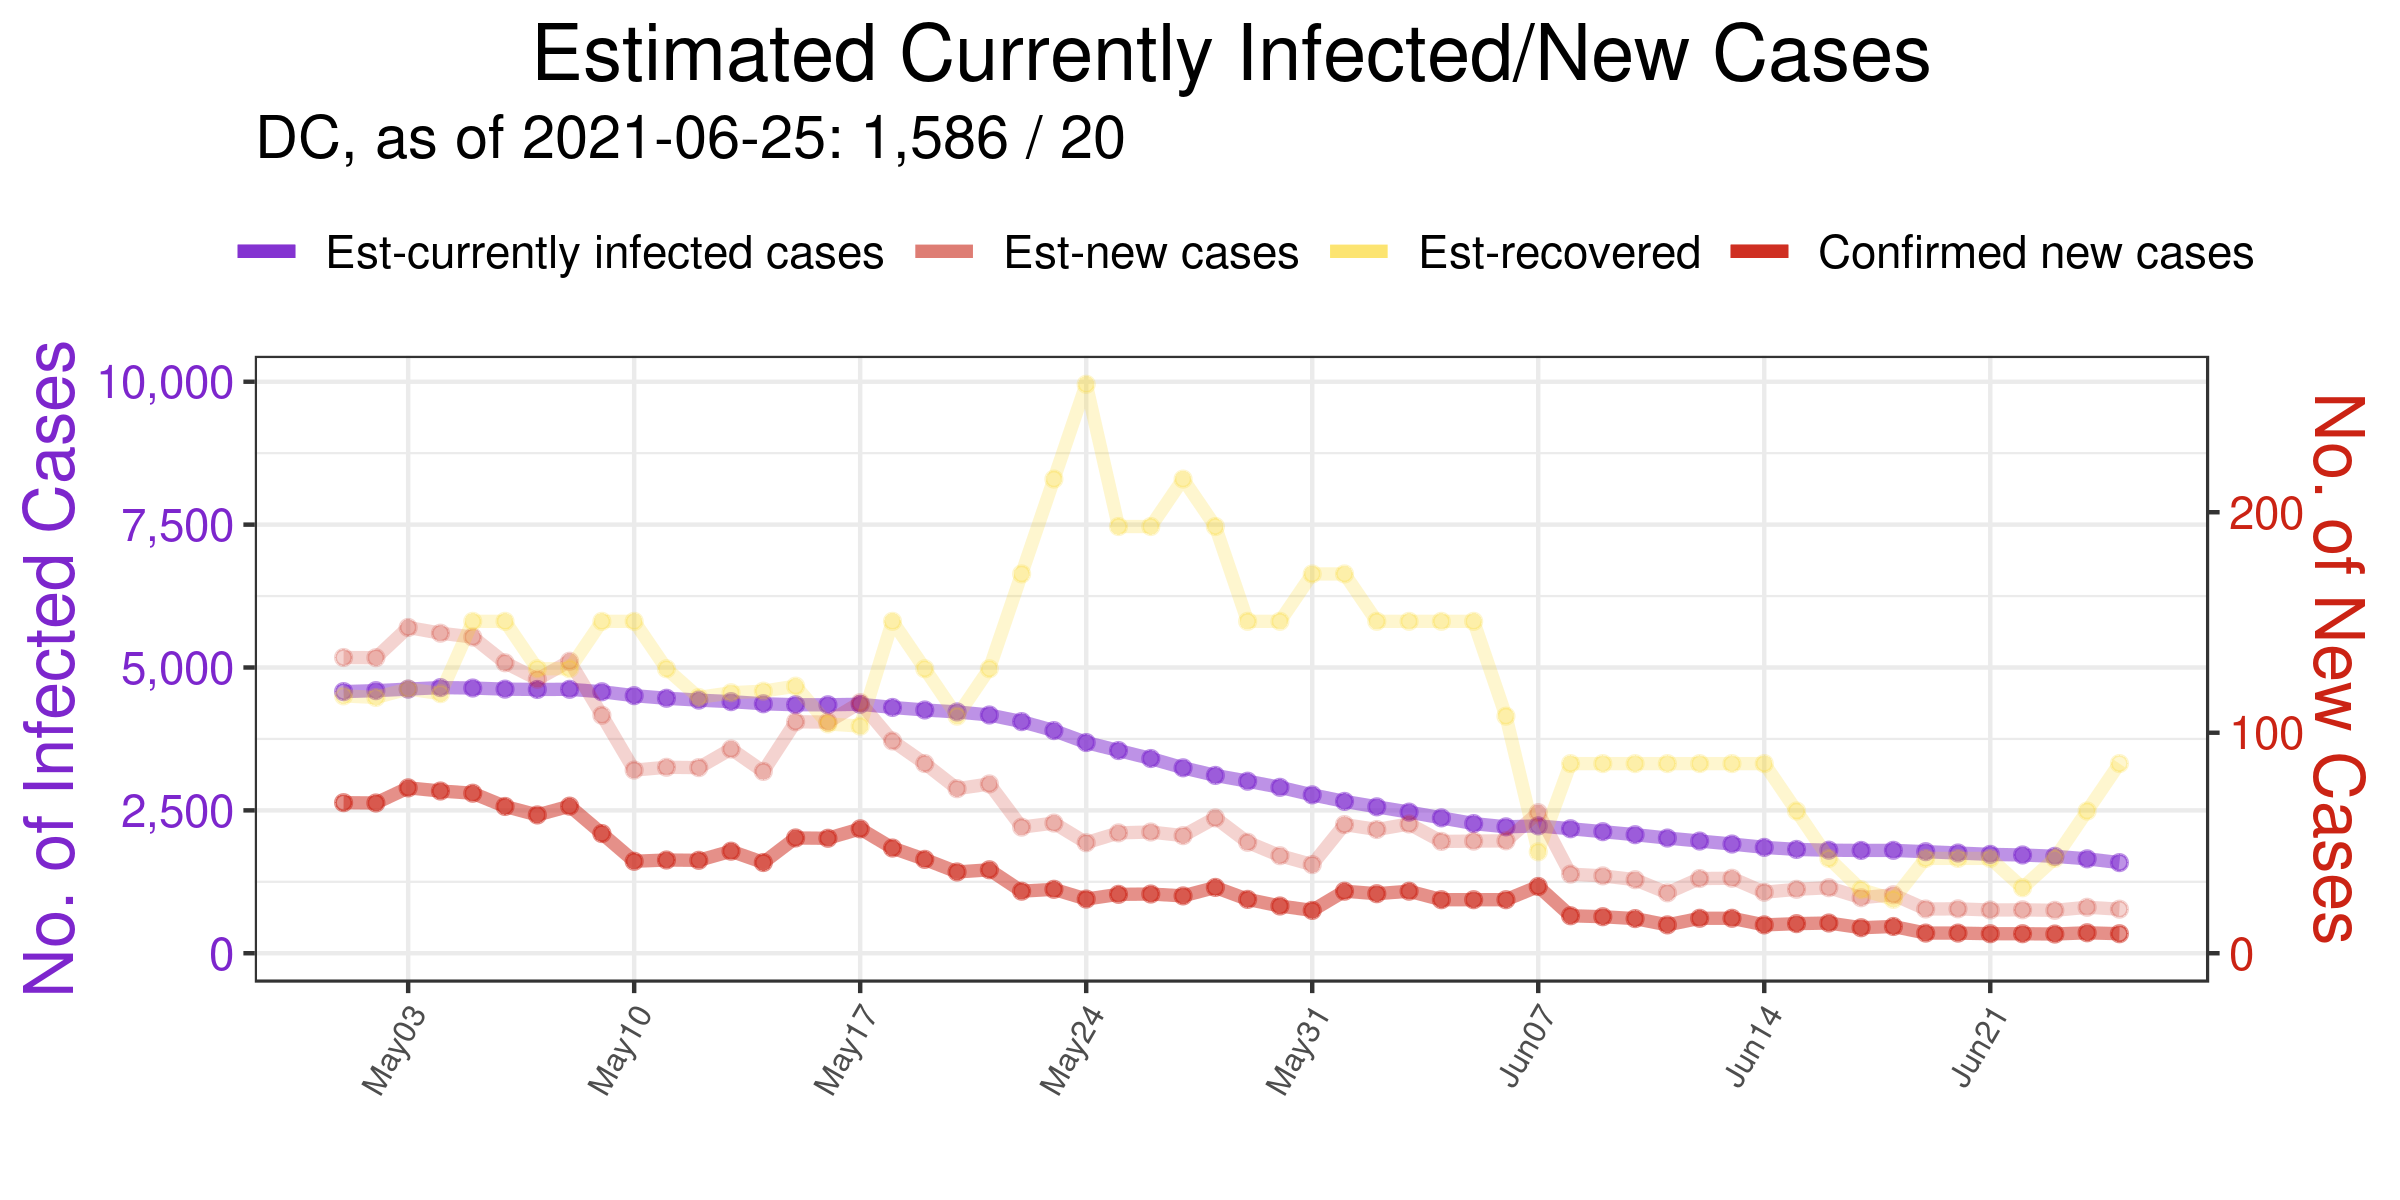 Estimated Currently Infected/New Cases
DC, as of 2021-06-25: 1,586 / 20
Est-currently infected cases
Est-new cases
Est-recovered
Confirmed new cases
No. of Infected Cases
10,000
7,500
5,000
2,500
0
No. of New Cases
200
100
0
May03
May10
May17
May24
May31
Jun07
Jun14
Jun21